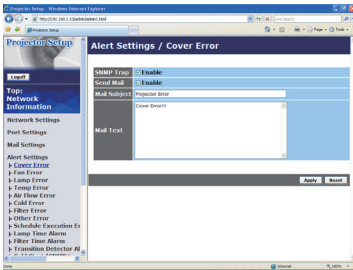 Projector Setup - Windows Internet Explorer
Live Search
Projector Setup
Page
Tools
Projector Setup
Logoff
Top:
Network
Information
Network Settings
Port Settings
Mail Settings
Alert Settings
Cover Error
Fan Error
Lamp Error
Temp Error
Air Flow Error
Cold Error
Filter Error
Other Error
Schedule Execution Er
Lamp Time Alarm
Filter Time Alarm
Transition Detector Al
Alert Settings / Cover Error
SNMP Trap Enable
Send Mail Enable
Mail Subject Projector Error
Mail Text Cover Error!!!
Apply Reset
Done
Internet
100%